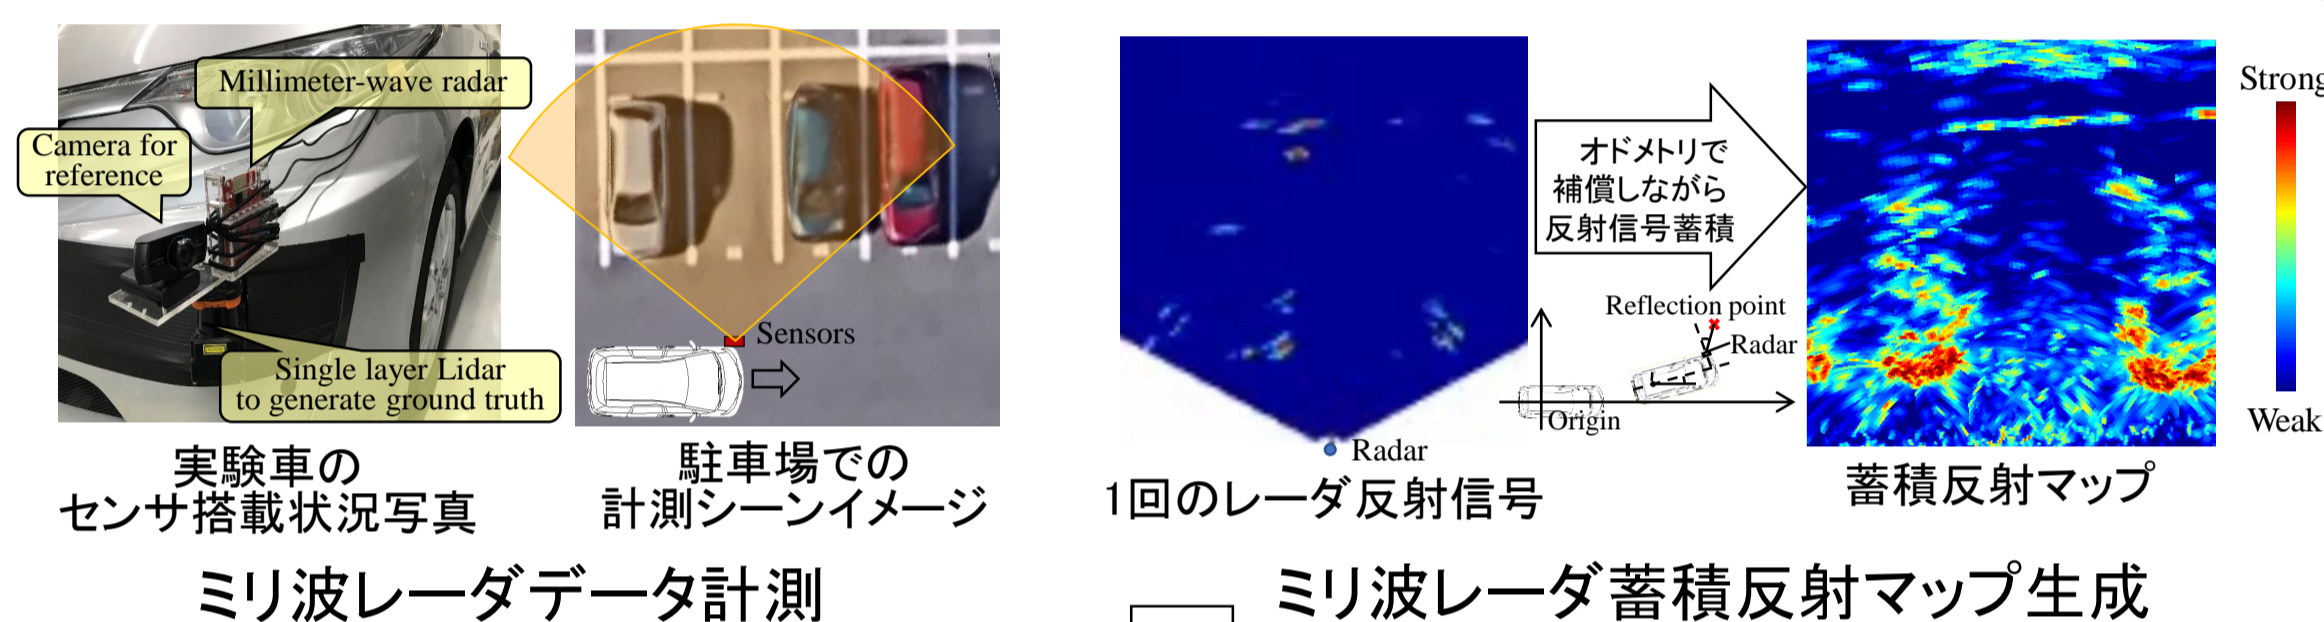 Millimeter-wave radar
Camera for
reference
Single layer Lidar
to generate ground truth
実験車の
センサ搭載状況写真
Sensors
駐車場での
計測シーンイメージ
ミリ波レーダデータ計測
Radar
1回のレーダ反射信号
オドメトリで
補償しながら
反射信号蓄積
Reflection point
Radar
Origin
Strong
Weak
蓄積反射マップ
ミリ波レーダ蓄積反射マップ生成